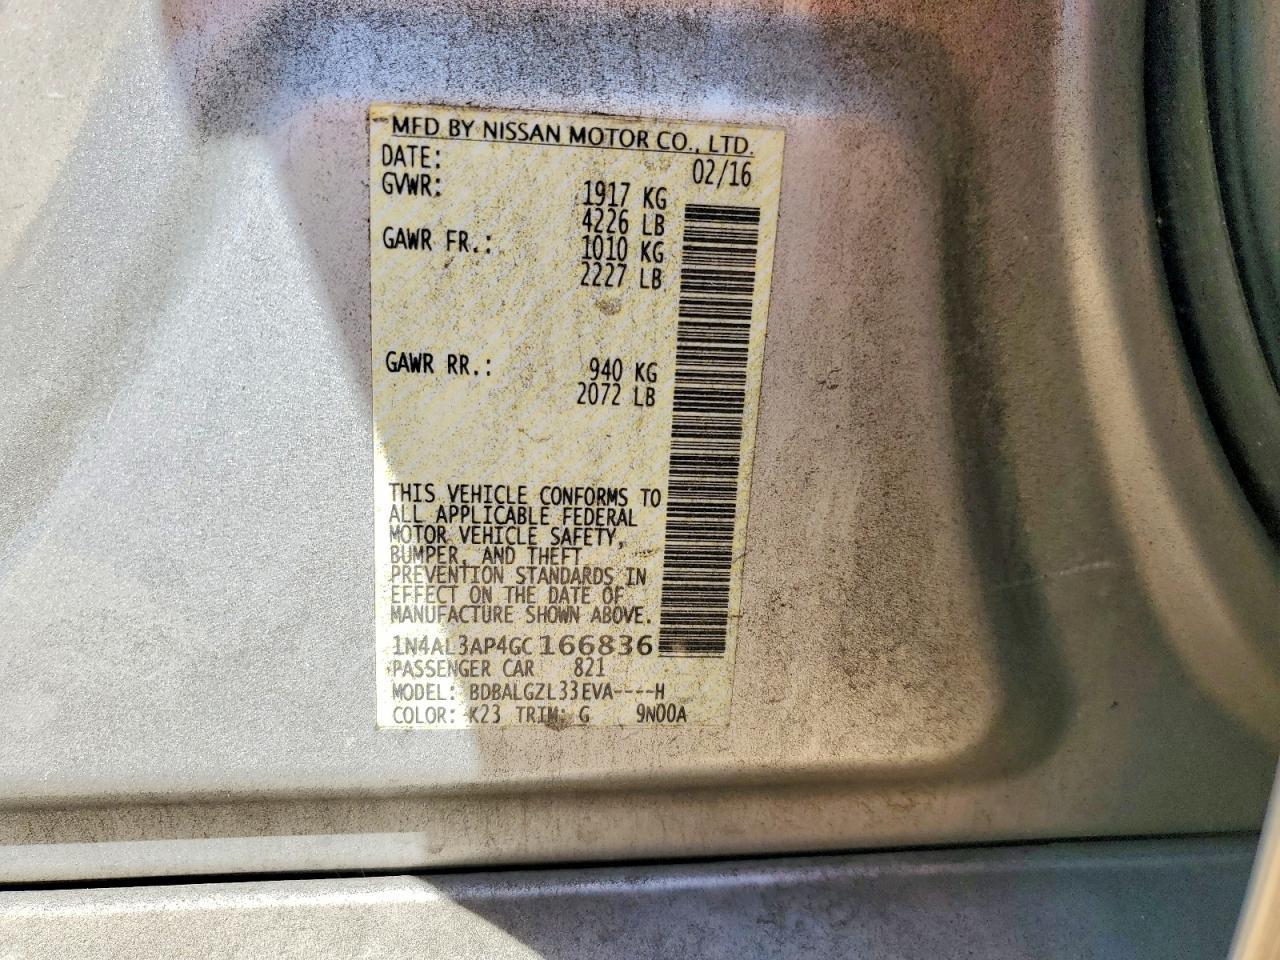 MFD BY NISSAN MOTOR CO., LTD.
DATE: 02/16
GVWR: 1917 KG
4226 LB
GAWR FR.: 1010 KG
2227 LB
GAWR RR.: 940 KG
2072 LB
THIS VEHICLE CONFORMS TO
ALL APPLICABLE FEDERAL
MOTOR VEHICLE SAFETY,
BUMPER, AND THEFT
PREVENTION STANDARDS IN
EFFECT ON THE DATE OF
MANUFACTURE SHOWN ABOVE.
1N4AL3AP4GC166836
PASSENGER CAR 821
MODEL: BDBALGZL33EVA----H
COLOR: K23 TRIM: G 9N00A